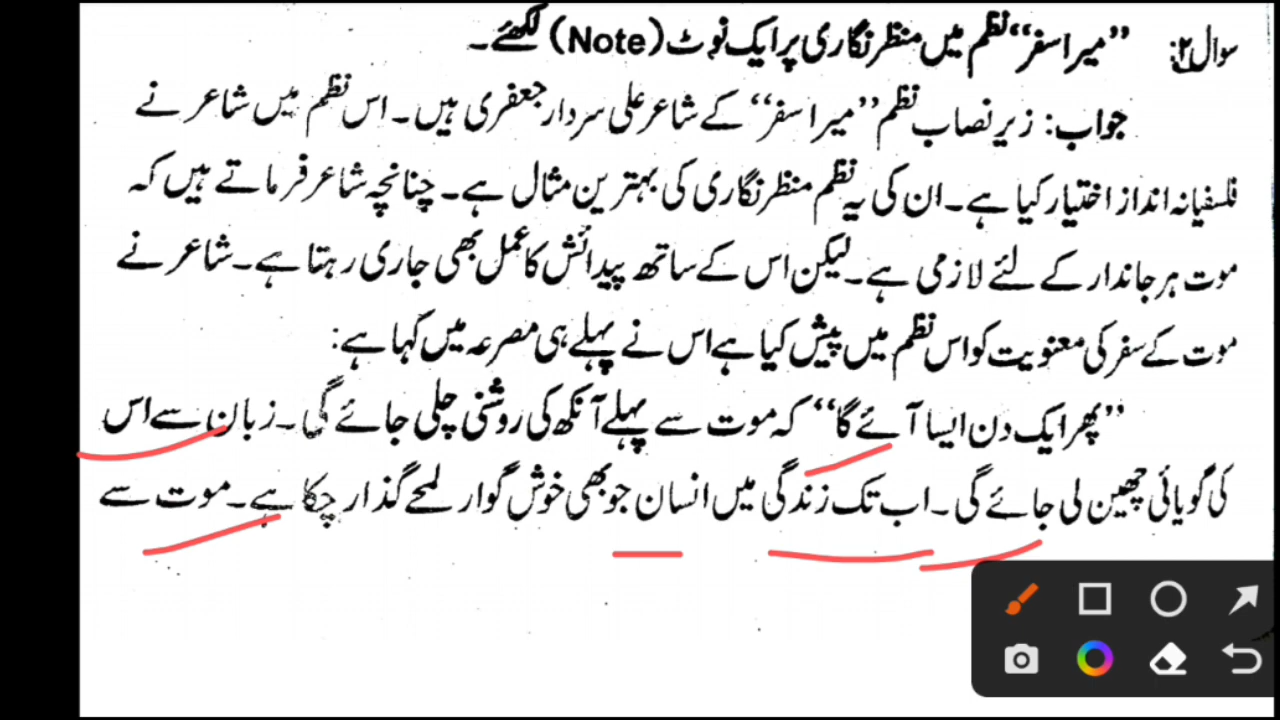 سوال ۲: ”میرا سفر“ نظم میں منظر نگاری پر ایک نوٹ (Note) لکھئے۔
جواب: زیر نصاب نظم ”میرا سفر“ کے شاعر علی سردار جعفری ہیں۔ اس نظم میں شاعر نے
فلسفیانہ انداز اختیار کیا ہے۔ ان کی یہ نظم منظر نگاری کی بہترین مثال ہے۔ چنانچہ شاعر فرماتے ہیں کہ
موت ہر جاندار کے لئے لازمی ہے۔ لیکن اس کے ساتھ پیدائش کا عمل بھی جاری رہتا ہے۔ شاعر نے
موت کے سفر کی معنویت کو اس نظم میں پیش کیا ہے اس نے پہلے ہی مصرعہ میں کہا ہے:
”پھر ایک دن ایسا آئے گا“ کہ موت سے پہلے آنکھ کی روشنی چلی جائے گی۔ زبان سے اس
کی گویائی چھین لی جائے گی۔ اب تک زندگی میں انسان جو بھی خوش گوار لمحے گذار چکا ہے۔ موت سے